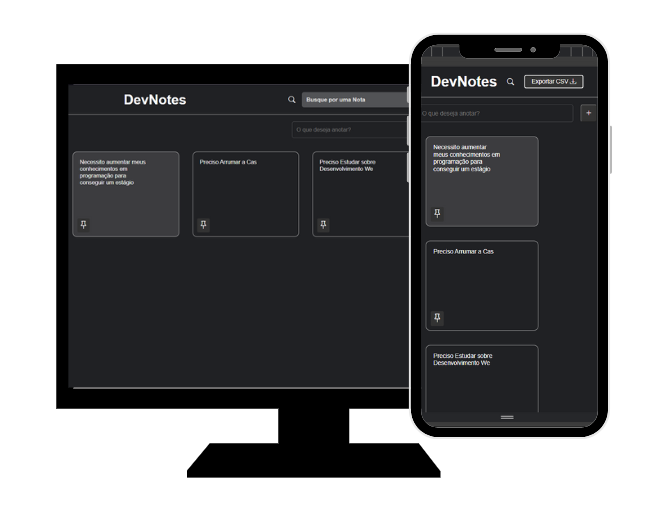 DevNotes
Busque por uma Nota
O que deseja anotar?
Necessito aumentar meus
conhecimentos em
programação para
conseguir um estágio
Preciso Arrumar a Cas
Preciso Estudar sobre
Desenvolvimento We
DevNotes
Exportar CSV
O que deseja anotar?
+
Necessito aumentar
meus conhecimentos em
programação para
conseguir um estágio
Preciso Arrumar a Cas
Preciso Estudar sobre
Desenvolvimento We